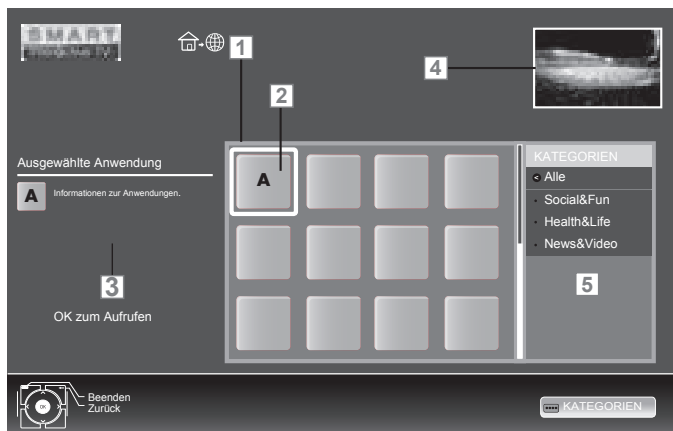 SMART
1
2
4
Ausgewählte Anwendung
A
Informationen zur Anwendungen.
3
OK zum Aufrufen
A
KATEGORIEN
Alle
Social&Fun
Health&Life
News&Video
5
OK
Beenden
Zurück
KATEGORIEN